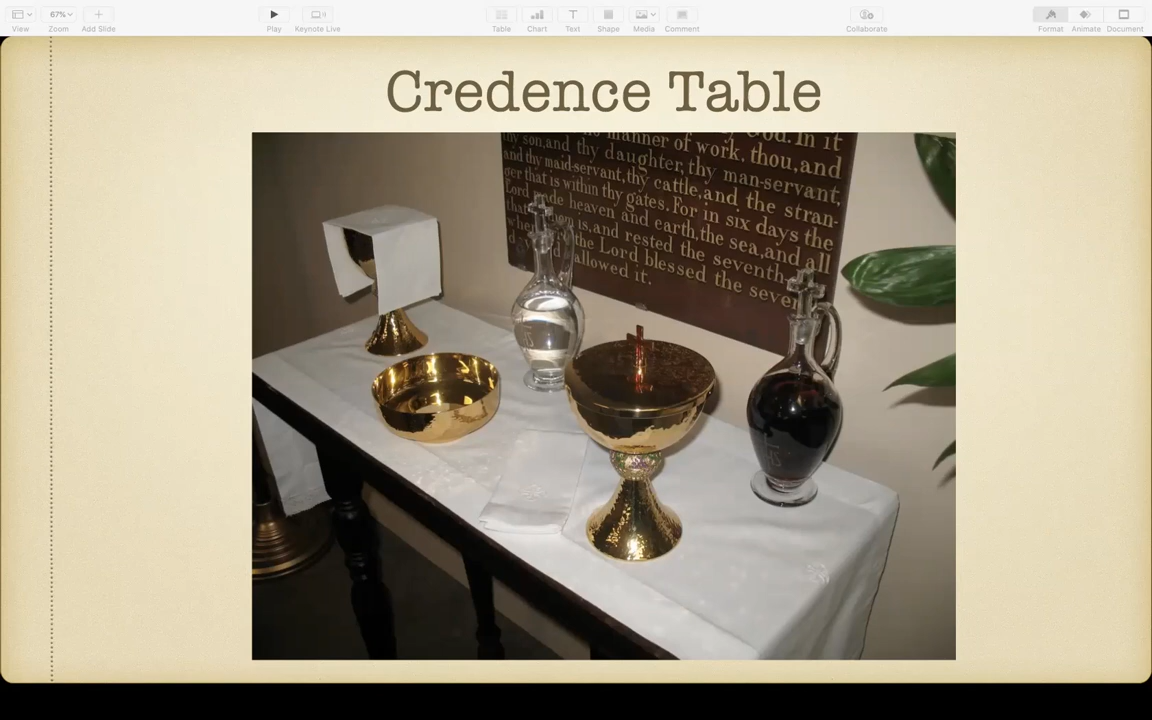 View
67%
Zoom
Add Slide
Play
Keynote Live
Table
Chart
Text
Shape
Media
Comment
Collaborate
Format
Animate
Document
Credence Table
manner of work, thou, and
thy son, and thy daughter, thy man-servant,
and thy maid-servant, thy cattle, and the stran-
ger that is within thy gates. For in six days the
Lord made heaven and earth, the sea, and all
that is, and rested the seventh
the Lord blessed the seven
allowed it.